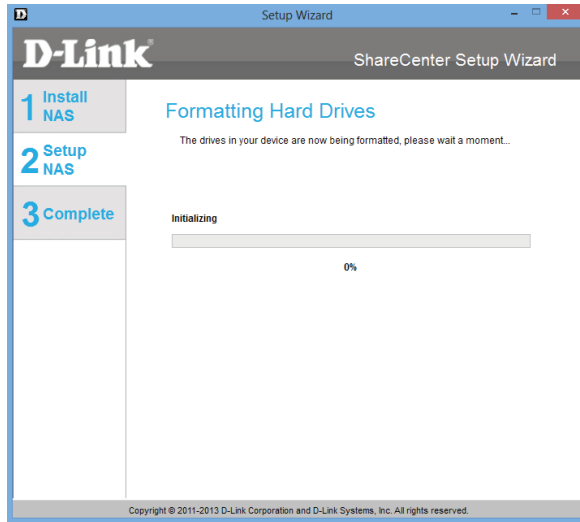 Setup Wizard
D-Link
ShareCenter Setup Wizard
1 Install NAS
2 Setup NAS
3 Complete
Formatting Hard Drives
The drives in your device are now being formatted, please wait a moment...
Initializing
0%
Copyright © 2011-2013 D-Link Corporation and D-Link Systems, Inc. All rights reserved.